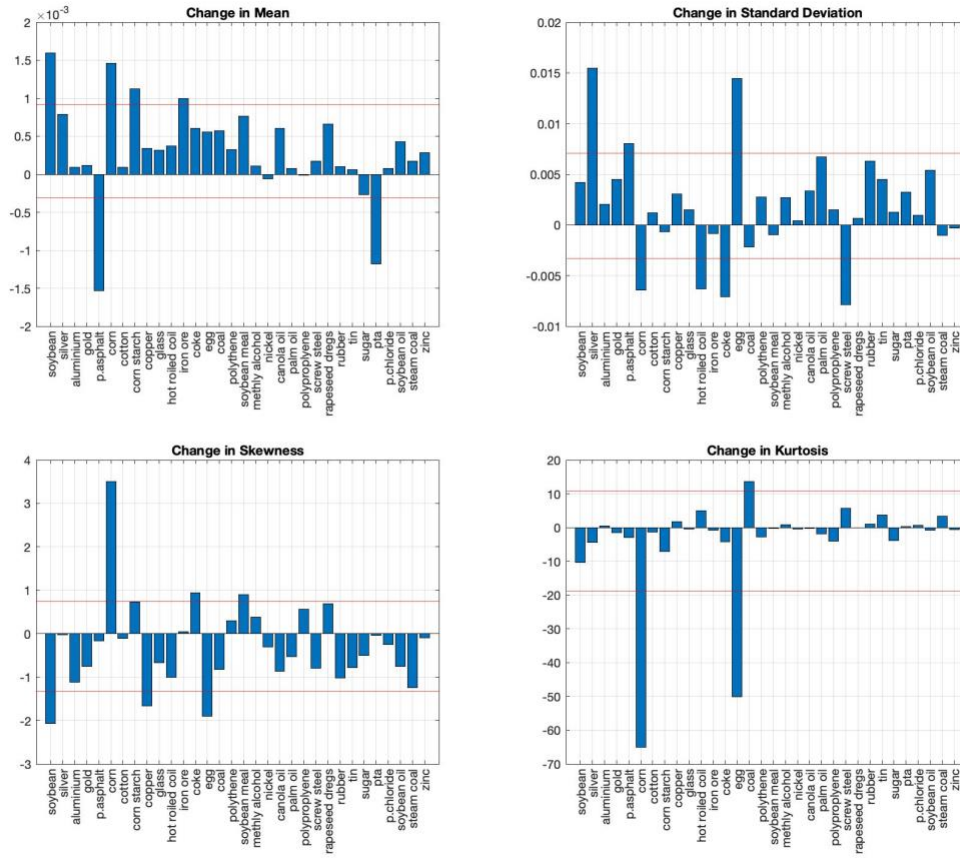 Change in Mean
×10⁻³
2
1.5
1
0.5
0
-0.5
-1
-1.5
-2
soybean
silver
aluminium
gold
p.asphalt
corn
cotton
corn starch
copper
glass
hot roiled coil
iron ore
coke
egg
coal
polythene
soybean meal
methly alcohol
nickel
canola oil
palm oil
polyproplyene
screw steel
rapeseed dregs
rubber
tin
sugar
pta
p.chloride
soybean oil
steam coal
zinc
Change in Standard Deviation
0.02
0.015
0.01
0.005
0
-0.005
-0.01
soybean
silver
aluminium
gold
p.asphalt
corn
cotton
corn starch
copper
glass
hot roiled coil
iron ore
coke
egg
coal
polythene
soybean meal
methly alcohol
nickel
canola oil
palm oil
polyproplyene
screw steel
rapeseed dregs
rubber
tin
sugar
pta
p.chloride
soybean oil
steam coal
zinc
Change in Skewness
4
3
2
1
0
-1
-2
-3
soybean
silver
aluminium
gold
p.asphalt
corn
cotton
corn starch
copper
glass
hot roiled coil
iron ore
coke
egg
coal
polythene
soybean meal
methly alcohol
nickel
canola oil
palm oil
polyproplyene
screw steel
rapeseed dregs
rubber
tin
sugar
pta
p.chloride
soybean oil
steam coal
zinc
Change in Kurtosis
20
10
0
-10
-20
-30
-40
-50
-60
-70
soybean
silver
aluminium
gold
p.asphalt
corn
cotton
corn starch
copper
glass
hot roiled coil
iron ore
coke
egg
coal
polythene
soybean meal
methly alcohol
nickel
canola oil
palm oil
polyproplyene
screw steel
rapeseed dregs
rubber
tin
sugar
pta
p.chloride
soybean oil
steam coal
zinc